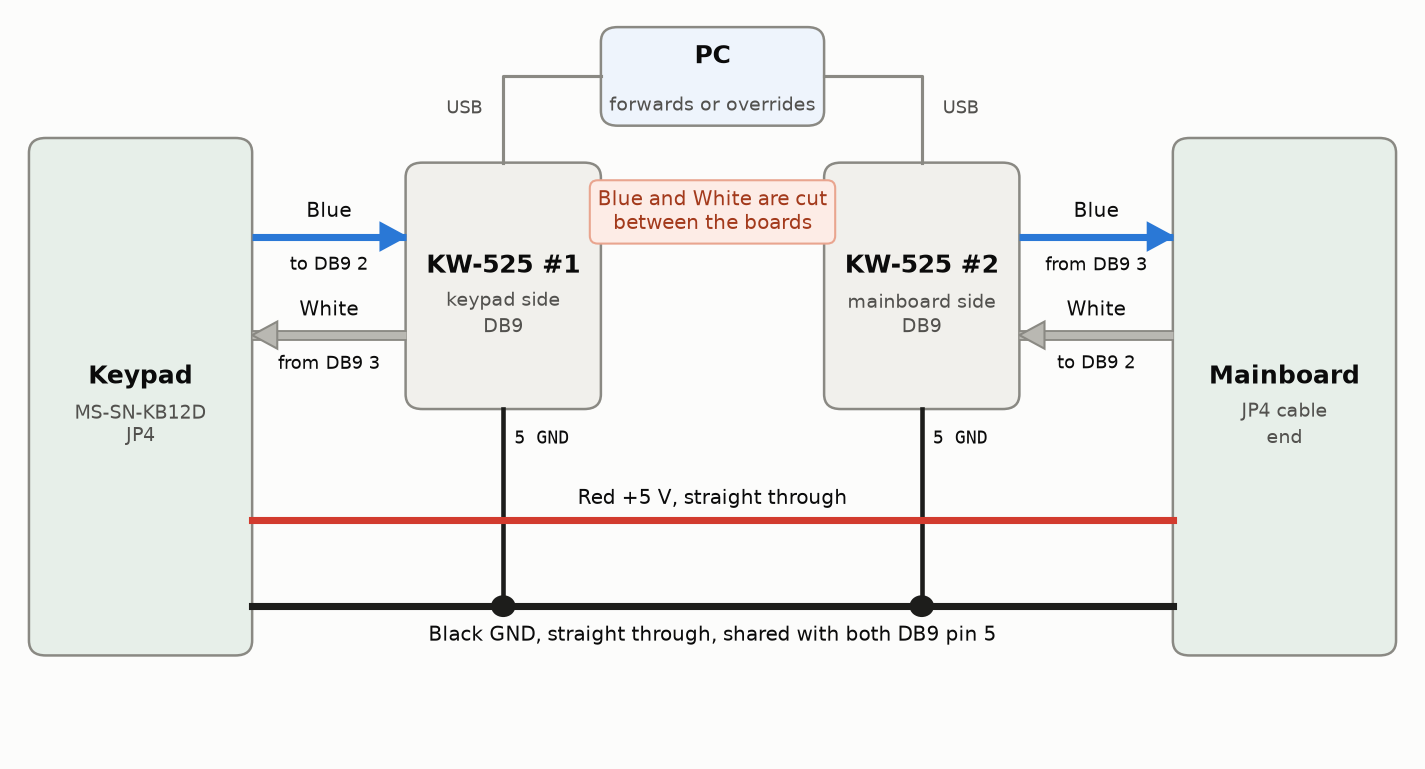 PC
forwards or overrides
USB
USB
Blue and White are cut
between the boards
Blue
to DB9 2
White
from DB9 3
KW-525 #1
keypad side
DB9
KW-525 #2
mainboard side
DB9
Blue
from DB9 3
White
to DB9 2
Keypad
MS-SN-KB12D
JP4
Mainboard
JP4 cable
end
5 GND
5 GND
Red +5 V, straight through
Black GND, straight through, shared with both DB9 pin 5